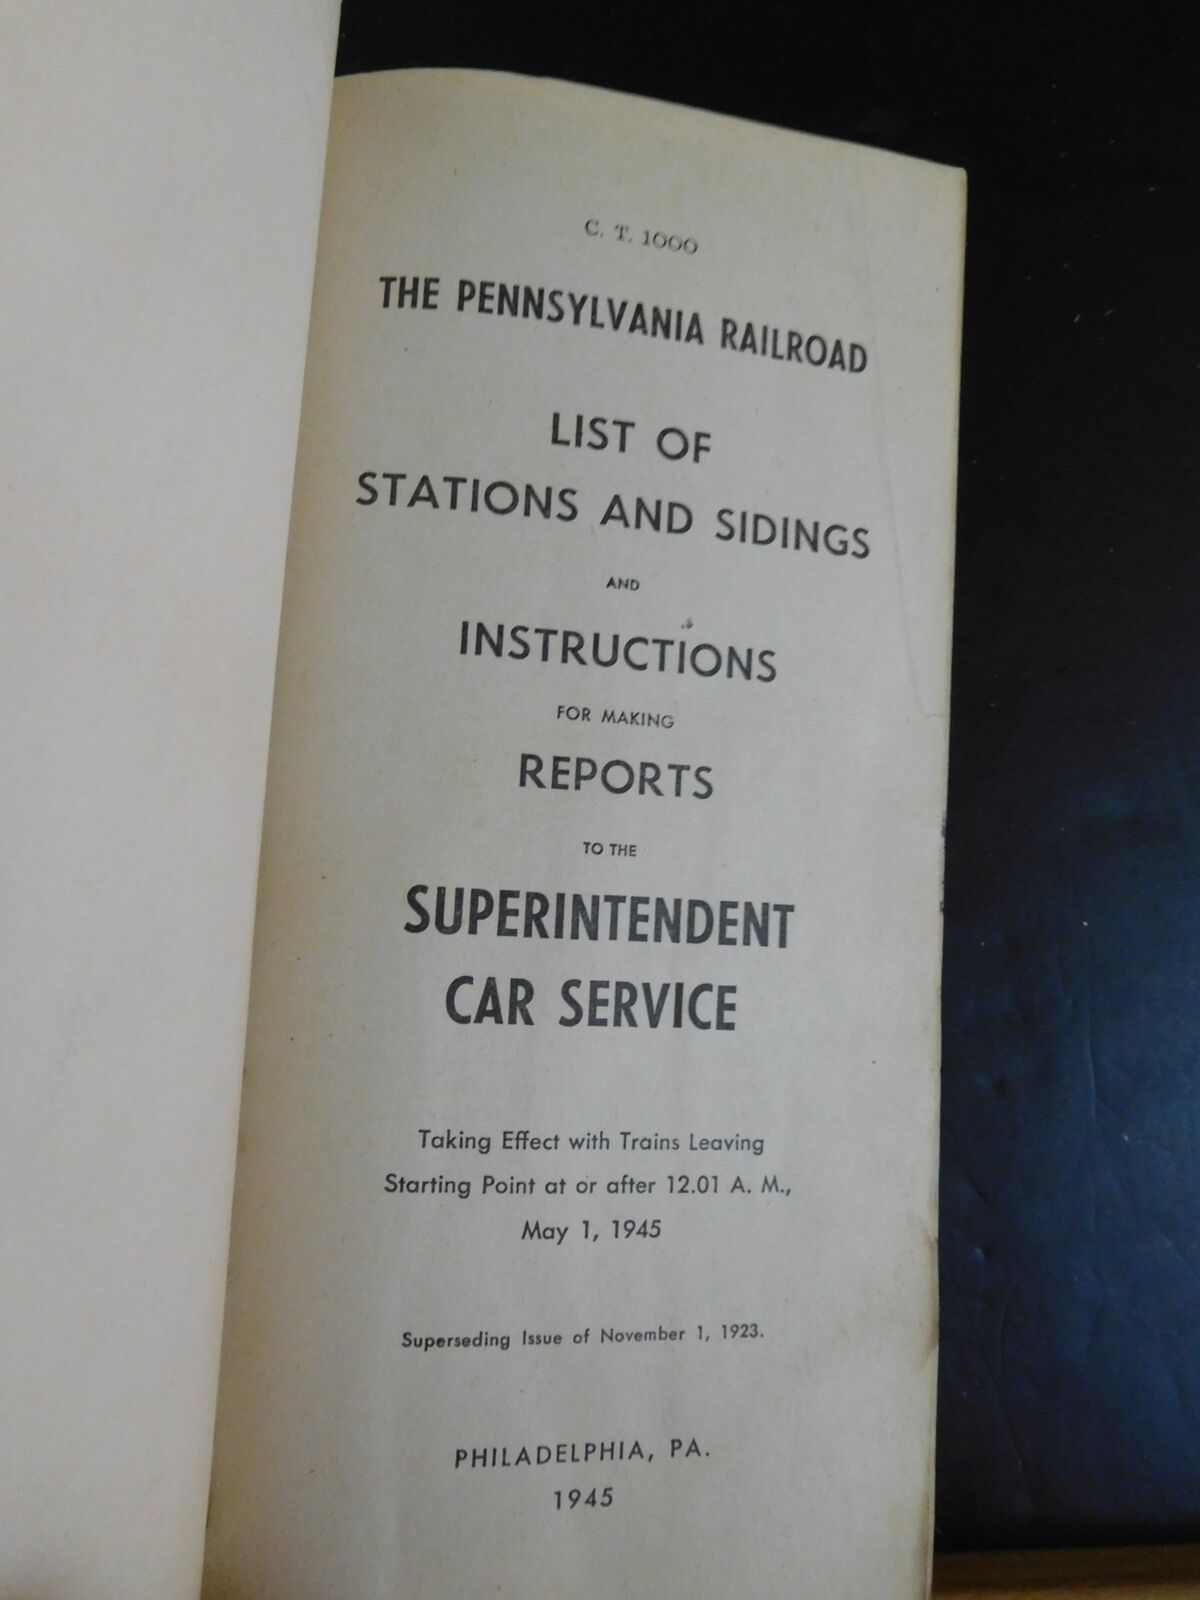 C. T. 1000
THE PENNSYLVANIA RAILROAD
LIST OF
STATIONS AND SIDINGS
AND
INSTRUCTIONS
FOR MAKING
REPORTS
TO THE
SUPERINTENDENT
CAR SERVICE
Taking Effect with Trains Leaving
Starting Point at or after 12.01 A. M.,
May 1, 1945
Superseding Issue of November 1, 1923.
PHILADELPHIA, PA.
1945